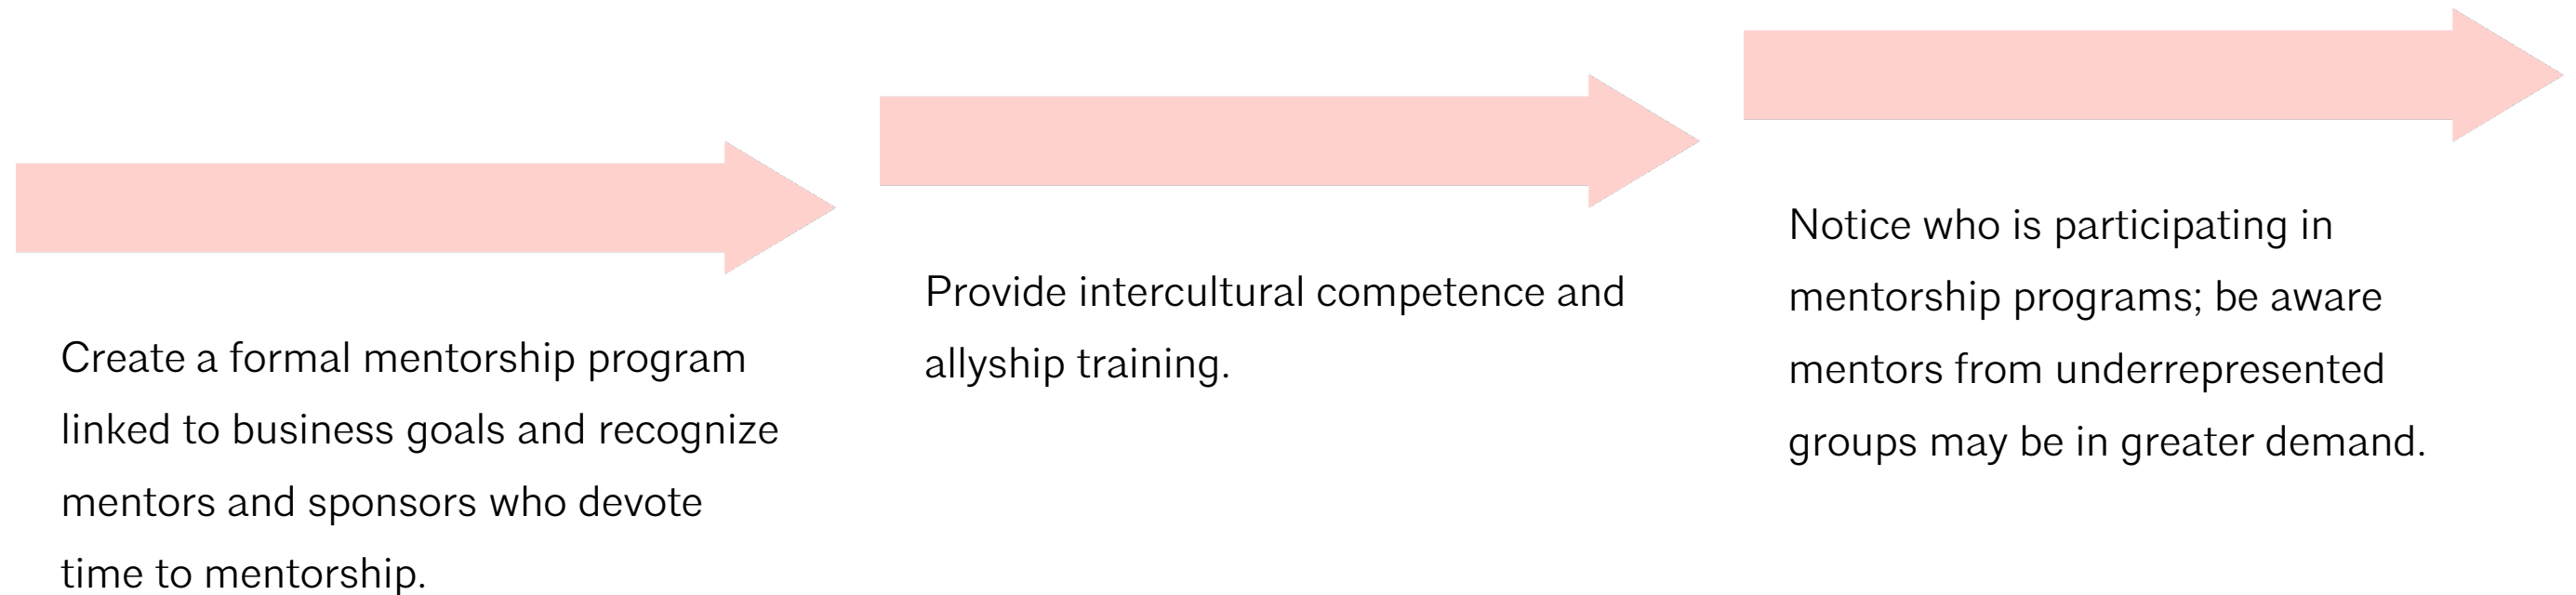 Create a formal mentorship program
linked to business goals and recognize
mentors and sponsors who devote
time to mentorship.
Provide intercultural competence and
allyship training.
Notice who is participating in
mentorship programs; be aware
mentors from underrepresented
groups may be in greater demand.